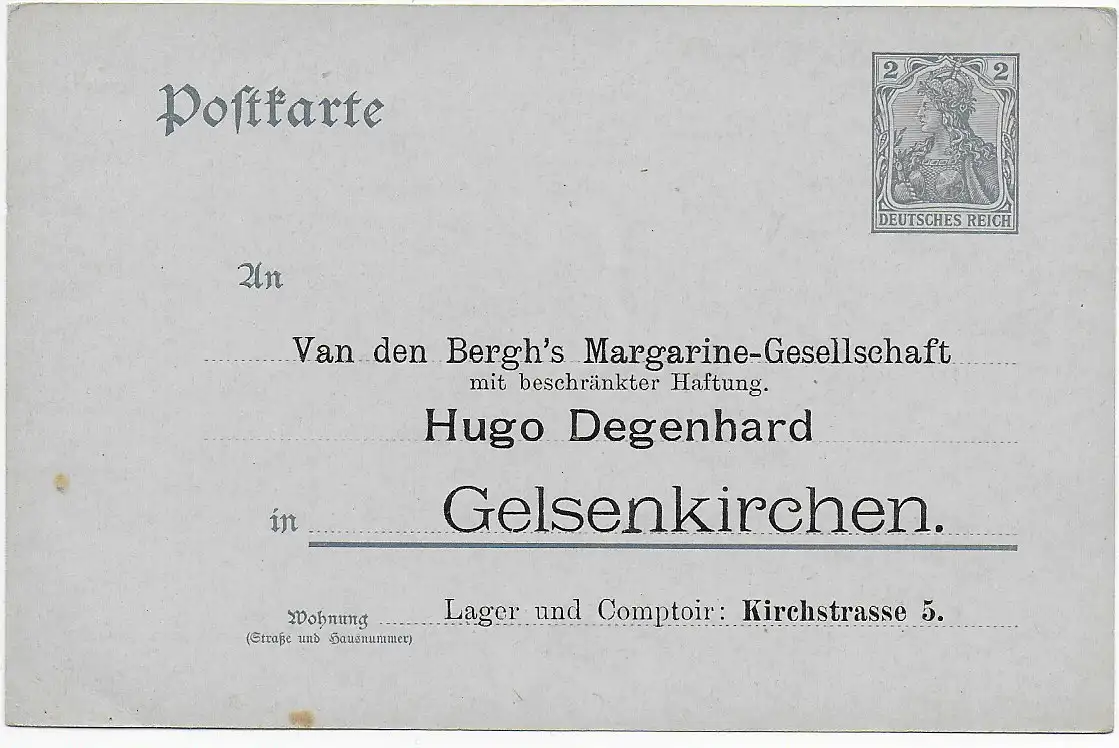 Postkarte
2 2
DEUTSCHES REICH
An
Van den Bergh's Margarine-Gesellschaft
mit beschränkter Haftung.
Hugo Degenhard
in Gelsenkirchen.
Wohnung Lager und Comptoir: Kirchstrasse 5.
(Straße und Hausnummer)